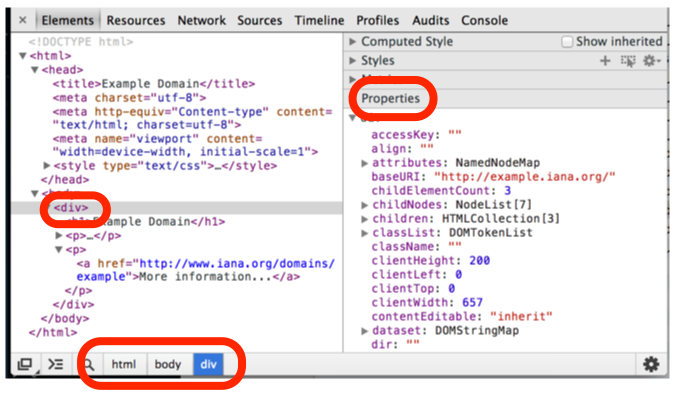 × Elements Resources Network Sources Timeline Profiles Audits Console
<!DOCTYPE html>
▼<html>
▼<head>
<title>Example Domain</title>
<meta charset="utf-8">
<meta http-equiv="Content-type" content=
"text/html; charset=utf-8">
<meta name="viewport" content=
"width=device-width, initial-scale=1">
▶<style type="text/css">…</style>
</head>
▼<body>
▼<div>
<h1>Example Domain</h1>
▶<p>…</p>
▼<p>
<a href="http://www.iana.org/domains/
example">More information...</a>
</p>
</div>
</body>
</html>
▶ Computed Style Show inherited
▶ Styles
Properties
accessKey: ""
align: ""
▶ attributes: NamedNodeMap
baseURI: "http://example.iana.org/"
childElementCount: 3
▶ childNodes: NodeList[7]
▶ children: HTMLCollection[3]
▶ classList: DOMTokenList
className: ""
clientHeight: 200
clientLeft: 0
clientTop: 0
clientWidth: 657
contentEditable: "inherit"
▶ dataset: DOMStringMap
dir: ""
html body div